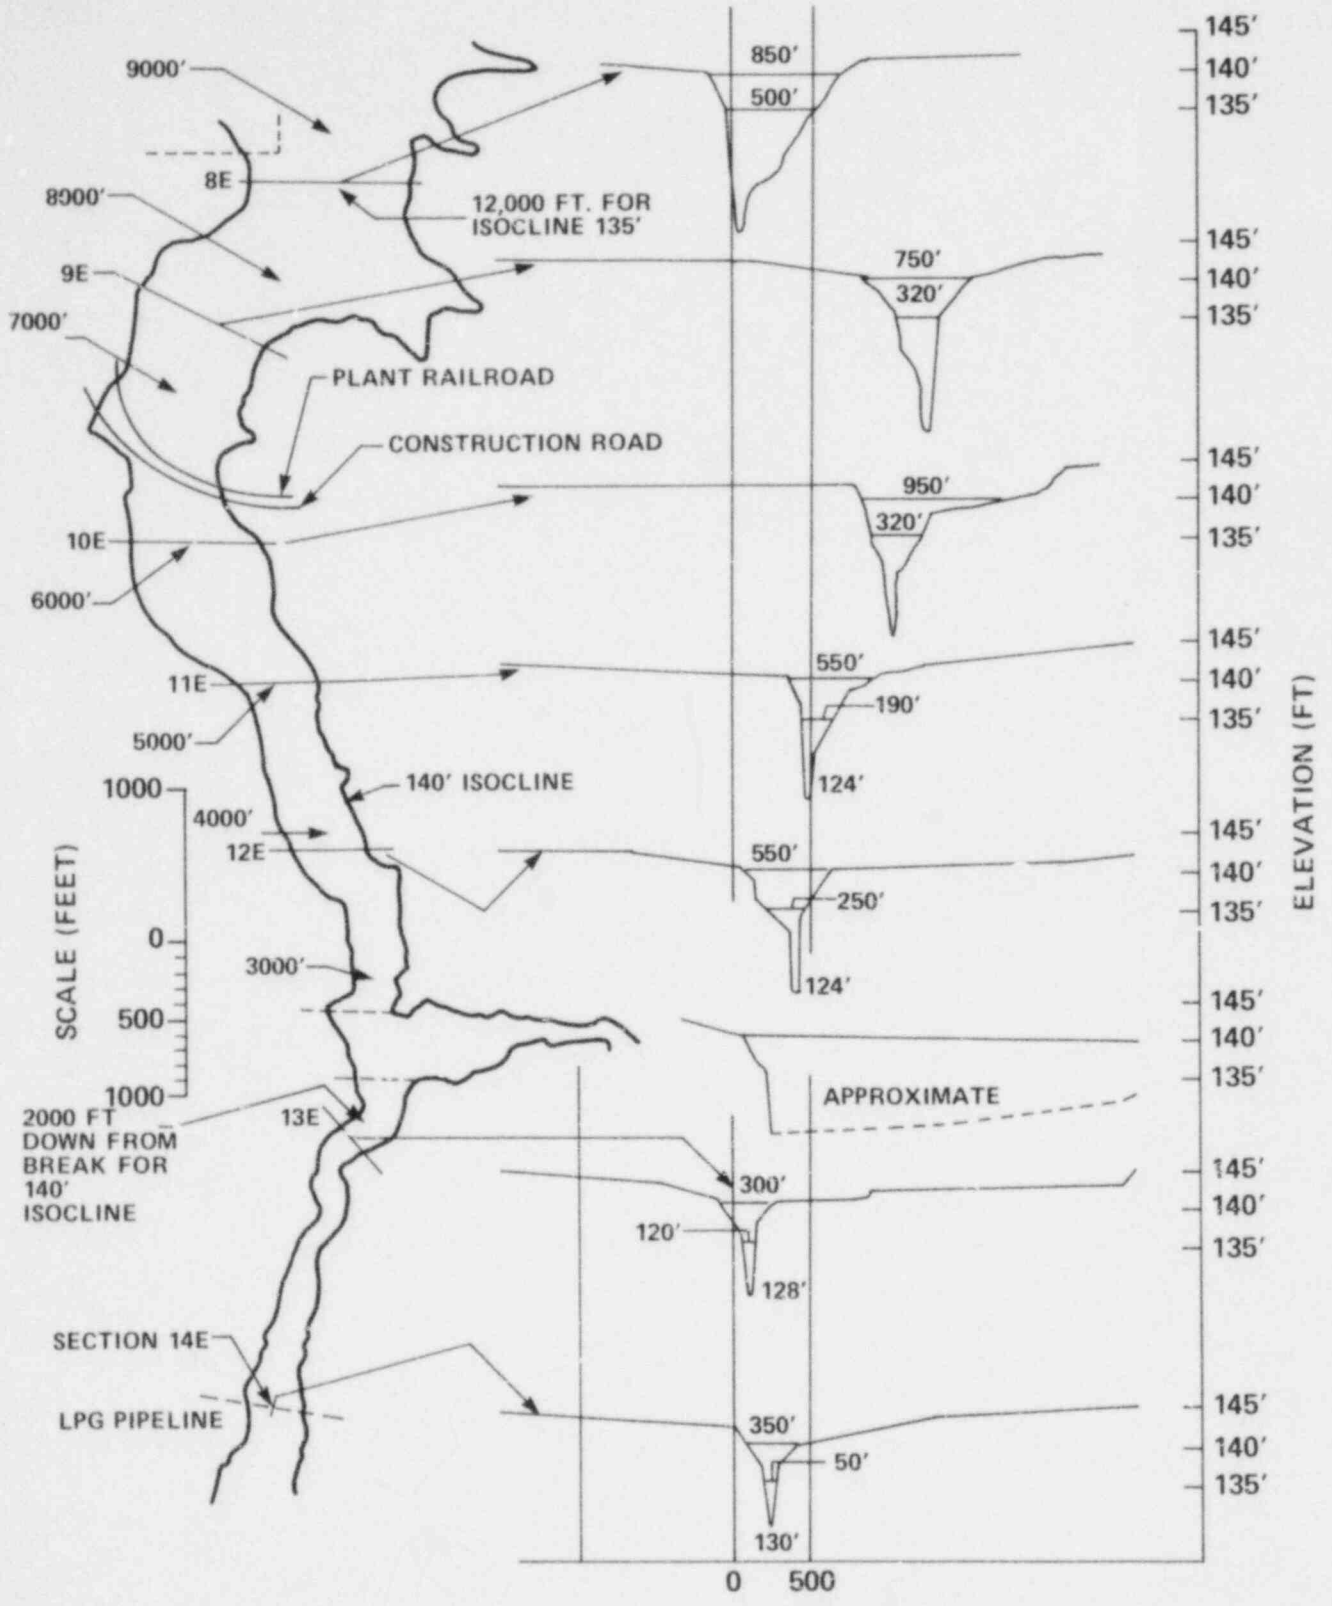 9000'
8E
8900'
9E
7000'
12,000 FT. FOR
ISOCLINE 135'
PLANT RAILROAD
CONSTRUCTION ROAD
10E
6000'
11E
5000'
140' ISOCLINE
4000'
12E
3000'
SCALE (FEET)
1000
0
500
1000
2000 FT
DOWN FROM
BREAK FOR
140'
ISOCLINE
13E
SECTION 14E
LPG PIPELINE
850'
500'
145'
140'
135'
750'
320'
145'
140'
135'
950'
320'
145'
140'
135'
550'
190'
124'
145'
140'
135'
550'
250'
124'
145'
140'
135'
APPROXIMATE
145'
140'
135'
300'
120'
128'
145'
140'
135'
350'
50'
130'
145'
140'
135'
ELEVATION (FT)
0
500